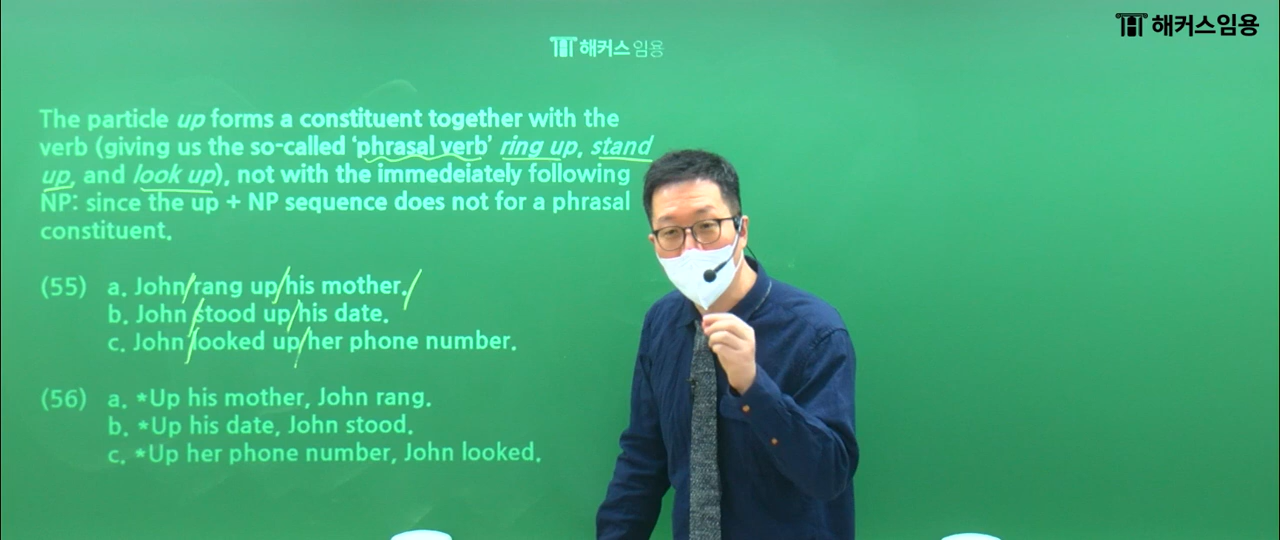 해커스임용
해커스임용
The particle up forms a constituent together with the
verb (giving us the so-called ‘phrasal verb’ ring up, stand
up, and look up), not with the immedeiately following
NP: since the up + NP sequence does not for a phrasal
constituent.
(55) a. John rang up his mother.
b. John stood up his date.
c. John looked up her phone number.
(56) a. *Up his mother, John rang.
b. *Up his date, John stood.
c. *Up her phone number, John looked.